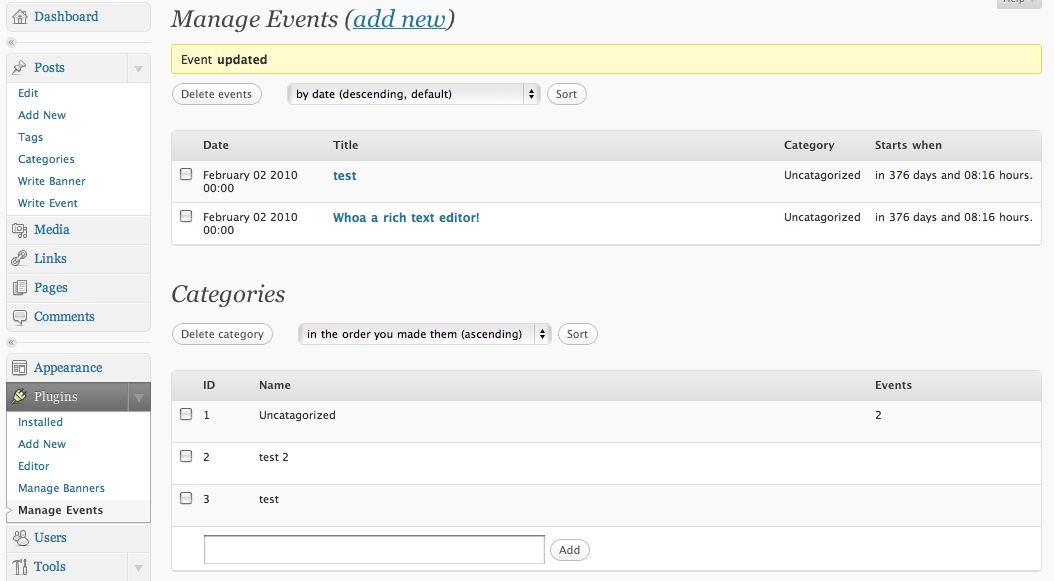 Dashboard
Posts
Edit
Add New
Tags
Categories
Write Banner
Write Event
Media
Links
Pages
Comments
Appearance
Plugins
Installed
Add New
Editor
Manage Banners
Manage Events
Users
Tools
Help
Manage Events (add new)
Event updated
Delete events by date (descending, default) Sort
Date Title Category Starts when
February 02 2010 test Uncatagorized in 376 days and 08:16 hours.
00:00
February 02 2010 Whoa a rich text editor! Uncatagorized in 376 days and 08:16 hours.
00:00
Categories
Delete category in the order you made them (ascending) Sort
ID Name Events
1 Uncatagorized 2
2 test 2
3 test
Add